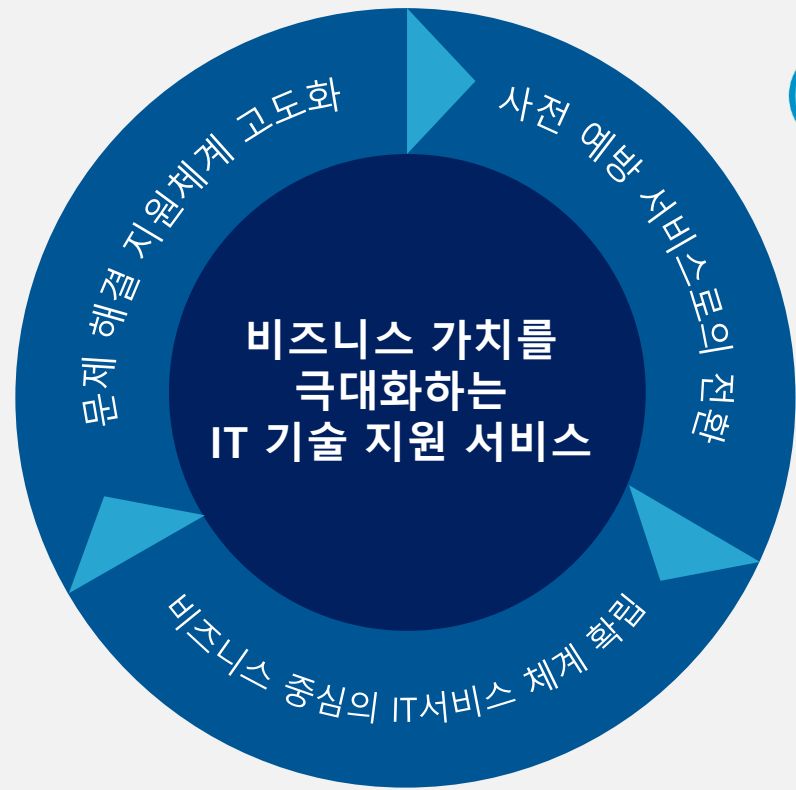 문제 해결 지원체계 고도화
사전 예방 서비스로의 전환
비즈니스 가치를
극대화하는
IT 기술 지원 서비스
비즈니스 중심의 IT서비스 체계 확립